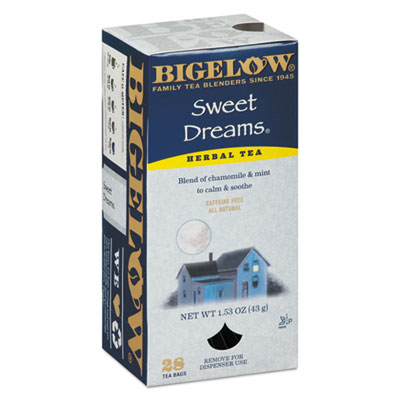 BIGELOW
FAMILY TEA BLENDERS SINCE 1945
Sweet
Dreams®
HERBAL TEA
Blend of chamomile & mint
to calm & soothe
CAFFEINE FREE
ALL NATURAL
NET WT 1.53 OZ (43 g)
28
TEA BAGS
REMOVE FOR
DISPENSER USE
P
BIGELOW
Sweet
Dreams